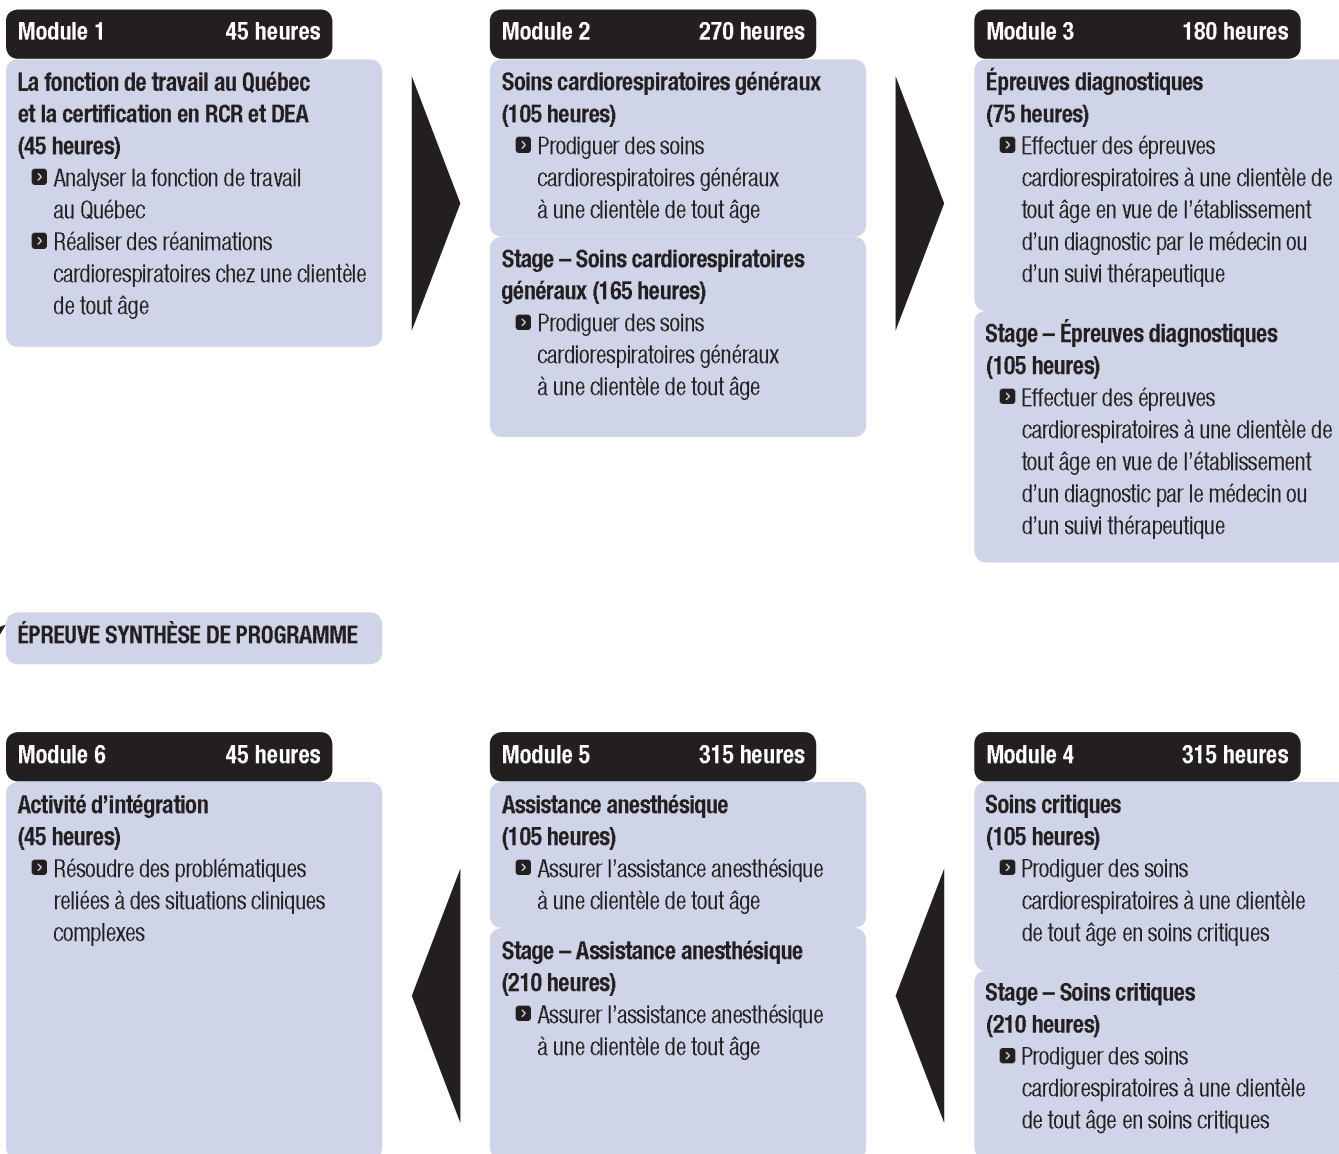 Module 1 45 heures
La fonction de travail au Québec
et la certification en RCR et DEA
(45 heures)
Analyser la fonction de travail
au Québec
Réaliser des réanimations
cardiorespiratoires chez une clientèle
de tout âge
Module 2 270 heures
Soins cardiorespiratoires généraux
(105 heures)
Prodiguer des soins
cardiorespiratoires généraux
à une clientèle de tout âge
Stage – Soins cardiorespiratoires
généraux (165 heures)
Prodiguer des soins
cardiorespiratoires généraux
à une clientèle de tout âge
Module 3 180 heures
Épreuves diagnostiques
(75 heures)
Effectuer des épreuves
cardiorespiratoires à une clientèle de
tout âge en vue de l'établissement
d'un diagnostic par le médecin ou
d'un suivi thérapeutique
Stage – Épreuves diagnostiques
(105 heures)
Effectuer des épreuves
cardiorespiratoires à une clientèle de
tout âge en vue de l'établissement
d'un diagnostic par le médecin ou
d'un suivi thérapeutique
ÉPREUVE SYNTHÈSE DE PROGRAMME
Module 6 45 heures
Activité d'intégration
(45 heures)
Résoudre des problématiques
reliées à des situations cliniques
complexes
Module 5 315 heures
Assistance anesthésique
(105 heures)
Assurer l'assistance anesthésique
à une clientèle de tout âge
Stage – Assistance anesthésique
(210 heures)
Assurer l'assistance anesthésique
à une clientèle de tout âge
Module 4 315 heures
Soins critiques
(105 heures)
Prodiguer des soins
cardiorespiratoires à une clientèle
de tout âge en soins critiques
Stage – Soins critiques
(210 heures)
Prodiguer des soins
cardiorespiratoires à une clientèle
de tout âge en soins critiques